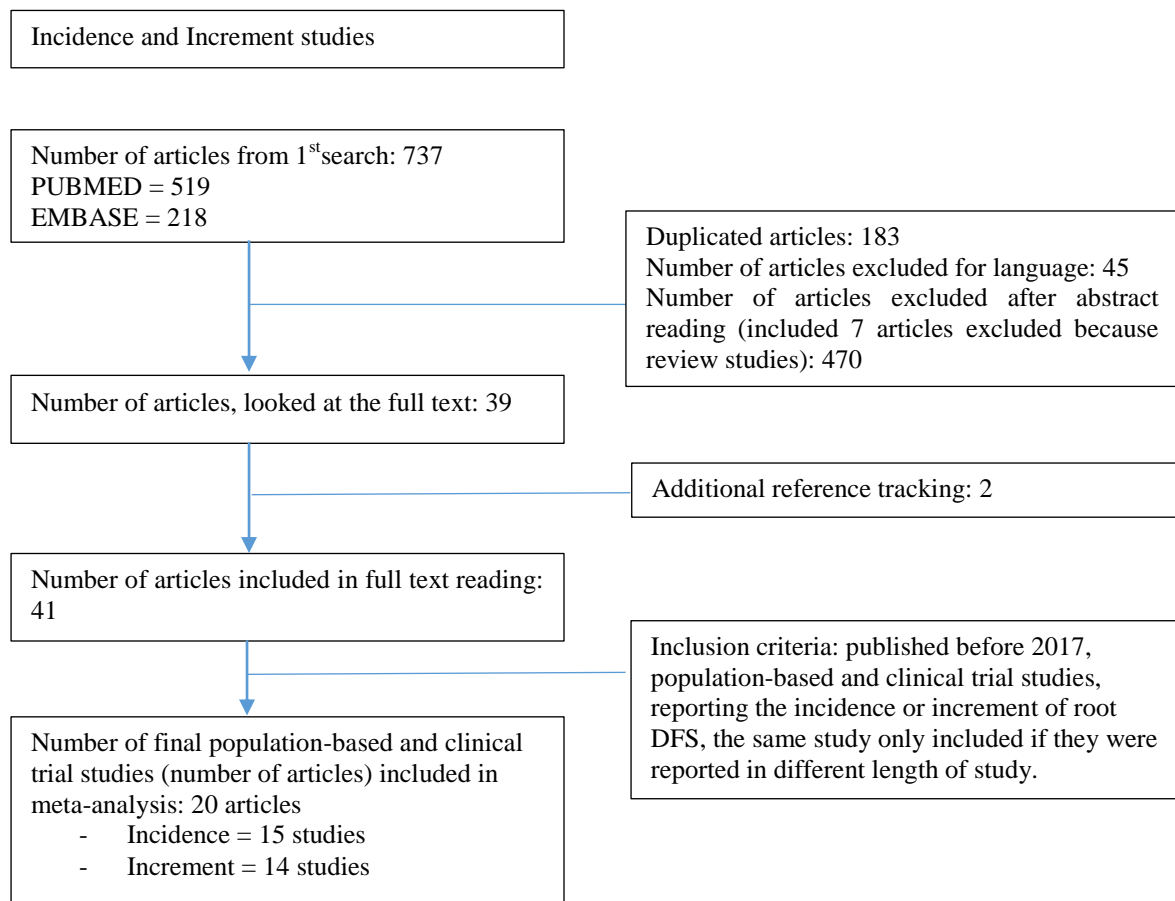 Incidence and Increment studies
Number of articles from 1st search: 737
PUBMED = 519
EMBASE = 218
Duplicated articles: 183
Number of articles excluded for language: 45
Number of articles excluded after abstract
reading (included 7 articles excluded because
review studies): 470
Number of articles, looked at the full text: 39
Additional reference tracking: 2
Number of articles included in full text reading:
41
Inclusion criteria: published before 2017,
population-based and clinical trial studies,
reporting the incidence or increment of root
DFS, the same study only included if they were
reported in different length of study.
Number of final population-based and clinical
trial studies (number of articles) included in
meta-analysis: 20 articles
- Incidence = 15 studies
- Increment = 14 studies